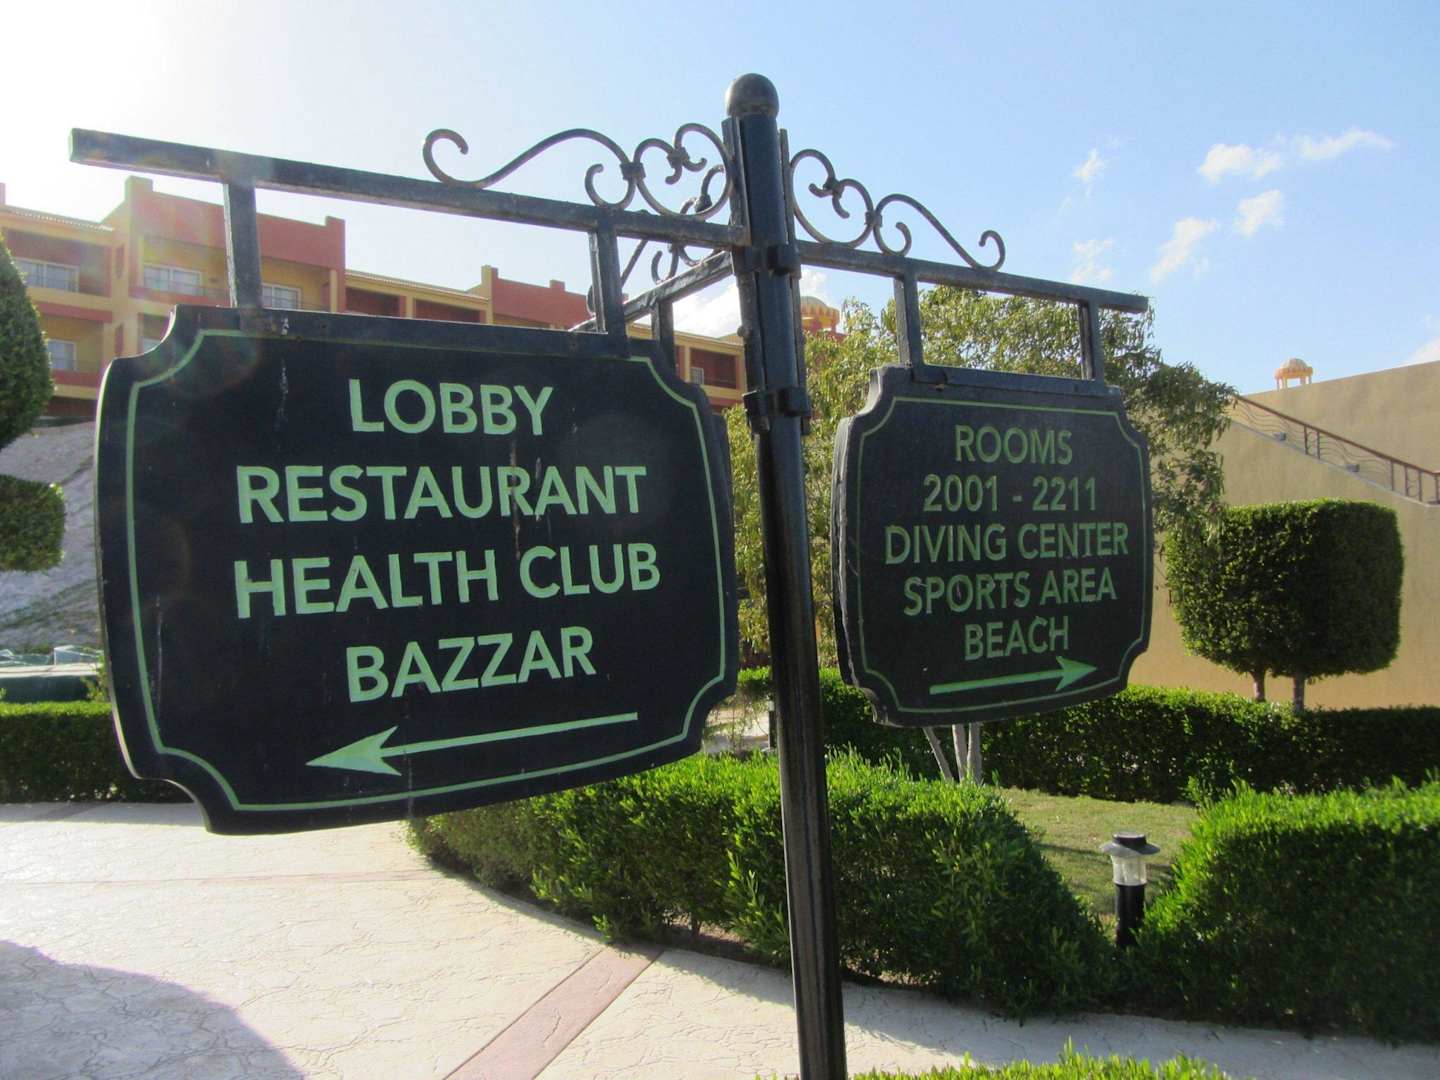 LOBBY
RESTAURANT
HEALTH CLUB
BAZZAR
ROOMS
2001 - 2211
DIVING CENTER
SPORTS AREA
BEACH